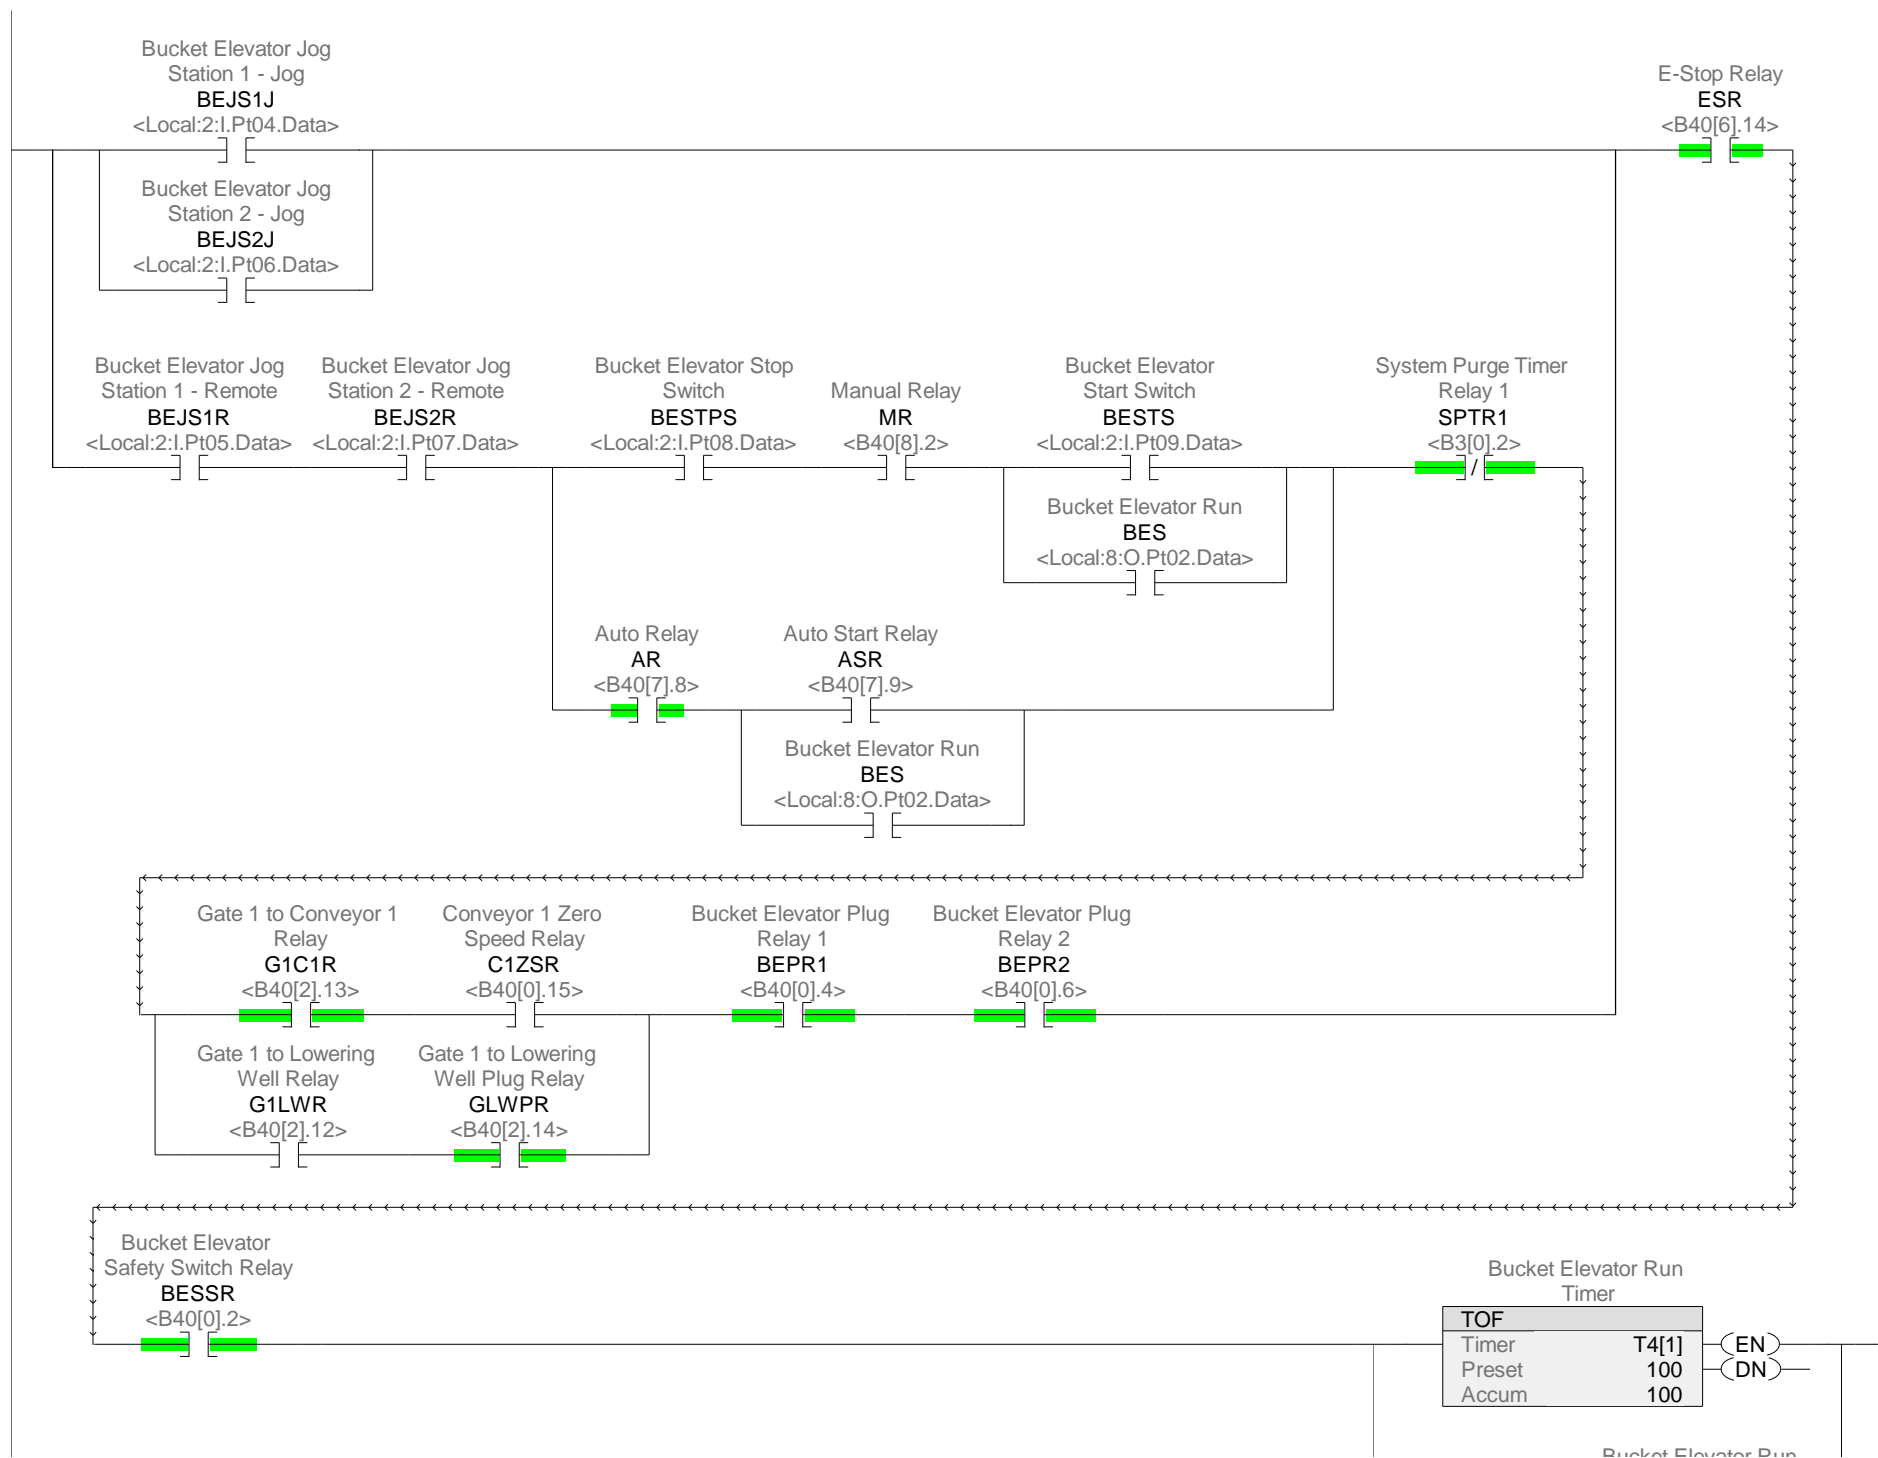 Bucket Elevator Jog
Station 1 - Jog
BEJS1J
<Local:2:I.Pt04.Data>
E-Stop Relay
ESR
<B40[6].14>
Bucket Elevator Jog
Station 2 - Jog
BEJS2J
<Local:2:I.Pt06.Data>
Bucket Elevator Jog
Station 1 - Remote
BEJS1R
<Local:2:I.Pt05.Data>
Bucket Elevator Jog
Station 2 - Remote
BEJS2R
<Local:2:I.Pt07.Data>
Bucket Elevator Stop
Switch
BESTPS
<Local:2:I.Pt08.Data>
Manual Relay
MR
<B40[8].2>
Bucket Elevator
Start Switch
BESTS
<Local:2:I.Pt09.Data>
System Purge Timer
Relay 1
SPTR1
<B3[0].2>
/
Bucket Elevator Run
BES
<Local:8:O.Pt02.Data>
Auto Relay
AR
<B40[7].8>
Auto Start Relay
ASR
<B40[7].9>
Bucket Elevator Run
BES
<Local:8:O.Pt02.Data>
Gate 1 to Conveyor 1
Relay
G1C1R
<B40[2].13>
Conveyor 1 Zero
Speed Relay
C1ZSR
<B40[0].15>
Bucket Elevator Plug
Relay 1
BEPR1
<B40[0].4>
Bucket Elevator Plug
Relay 2
BEPR2
<B40[0].6>
Gate 1 to Lowering
Well Relay
G1LWR
<B40[2].12>
Gate 1 to Lowering
Well Plug Relay
GLWPR
<B40[2].14>
Bucket Elevator
Safety Switch Relay
BESSR
<B40[0].2>
Bucket Elevator Run
Timer
TOF
Timer T4[1]
Preset 100
Accum 100
EN
DN
Bucket Elevator Run